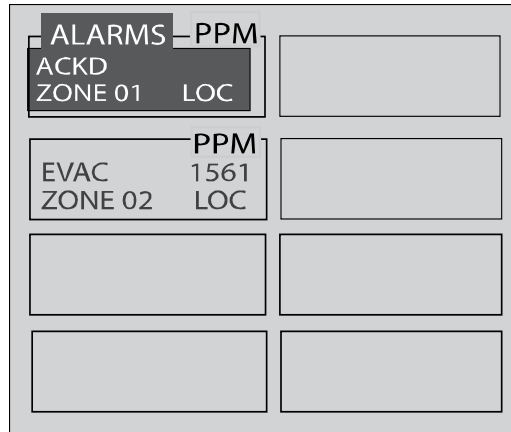 ALARMS PPM
ACKD
ZONE 01 LOC
PPM
EVAC 1561
ZONE 02 LOC